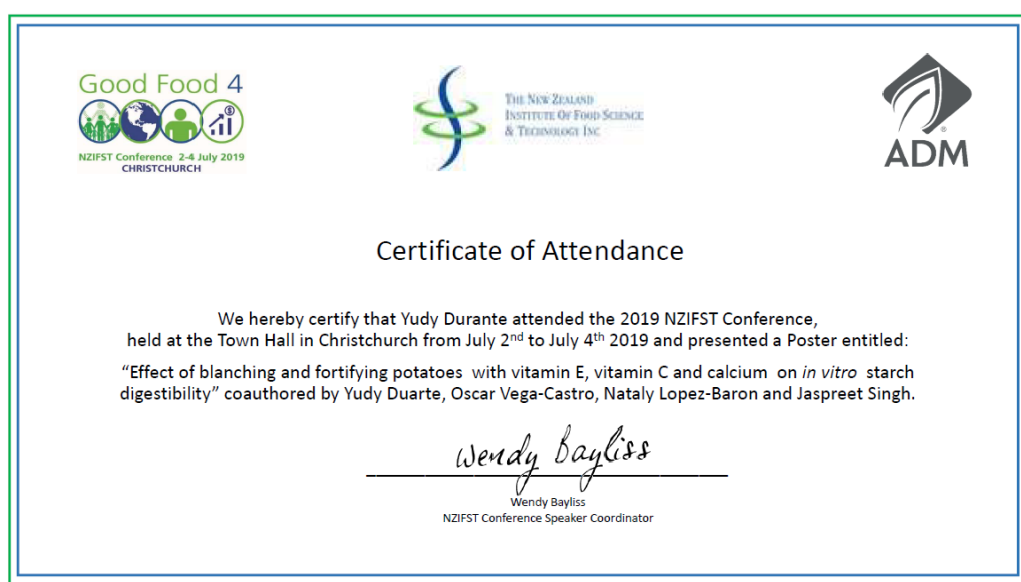 Good Food 4
NZIFST Conference 2-4 July 2019
CHRISTCHURCH
THE NEW ZEALAND
INSTITUTE OF FOOD SCIENCE
& TECHNOLOGY INC
ADM
Certificate of Attendance
We hereby certify that Yudy Durante attended the 2019 NZIFST Conference,
held at the Town Hall in Christchurch from July 2nd to July 4th 2019 and presented a Poster entitled:
“Effect of blanching and fortifying potatoes with vitamin E, vitamin C and calcium on in vitro starch
digestibility” coauthored by Yudy Duarte, Oscar Vega-Castro, Nataly Lopez-Baron and Jaspreet Singh.
Wendy Bayliss
Wendy Bayliss
NZIFST Conference Speaker Coordinator